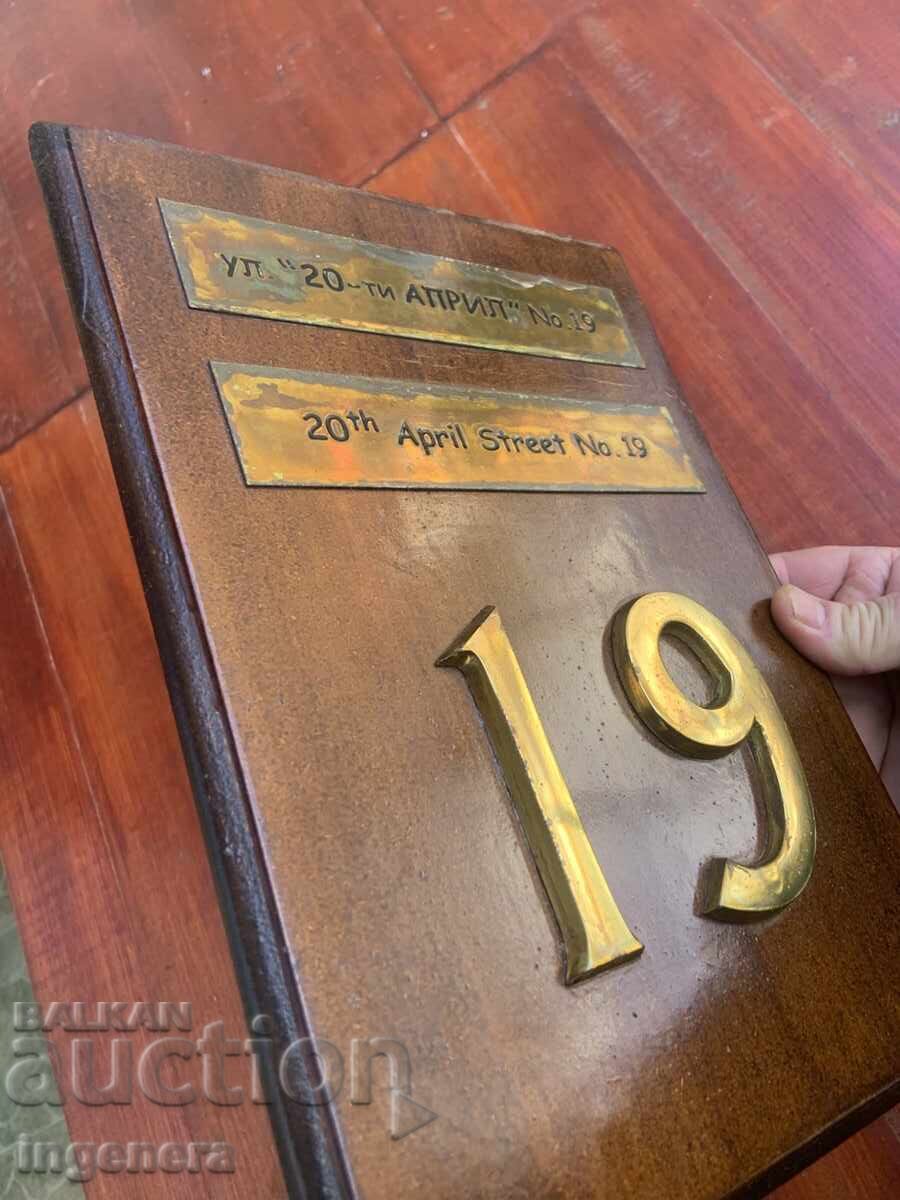 ул. "20-ти АПРИЛ" No.19
20th April Street No.19
19
BALKAN
auction
ingenera